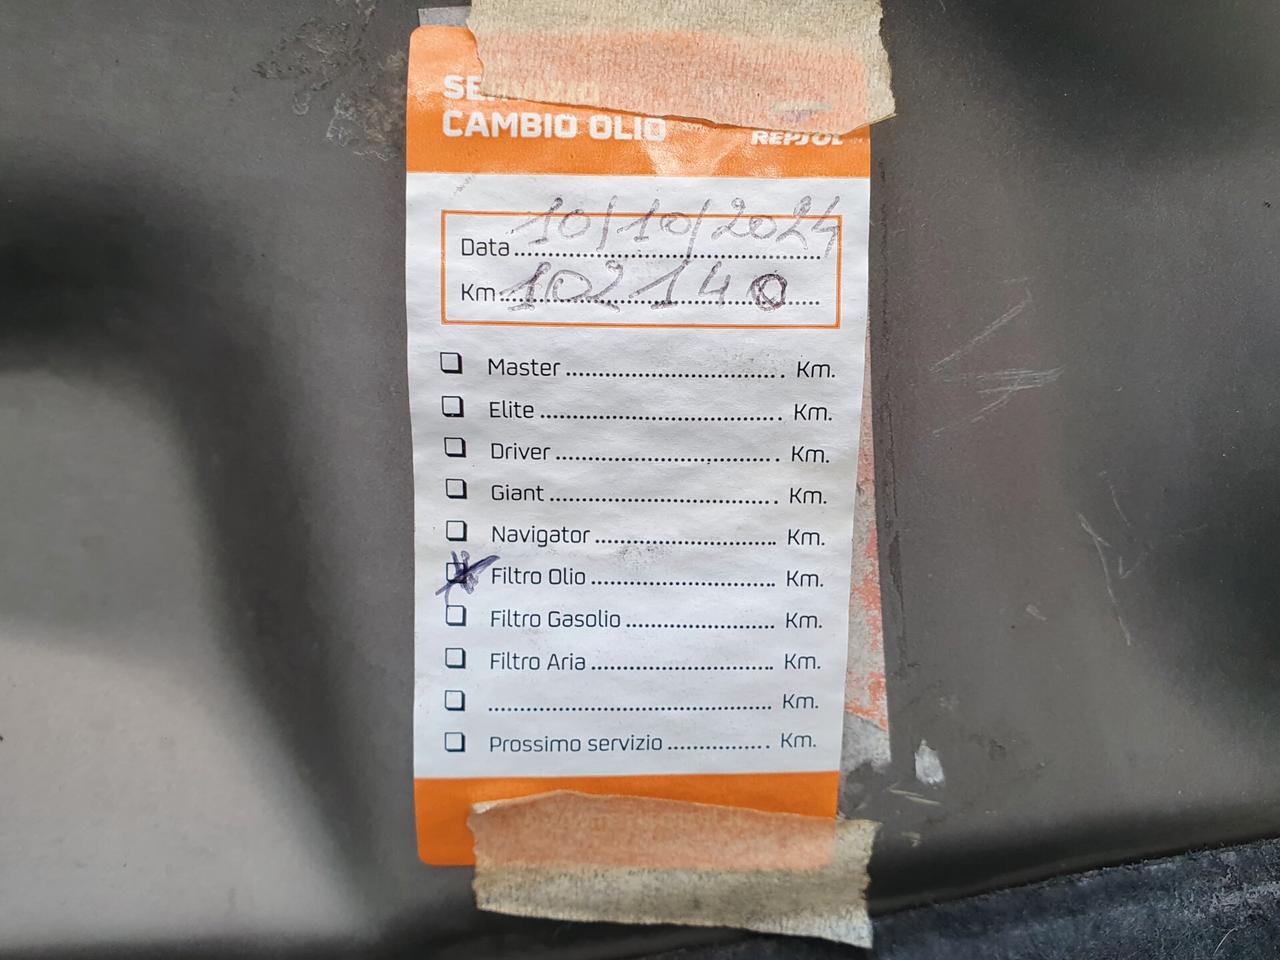 SERVIZIO
CAMBIO OLIO
REPSOL
Data 10/10/2024
Km 102140
Master Km.
Elite Km.
Driver Km.
Giant Km.
Navigator Km.
Filtro Olio Km.
Filtro Gasolio Km.
Filtro Aria Km.
Km.
Prossimo servizio Km.